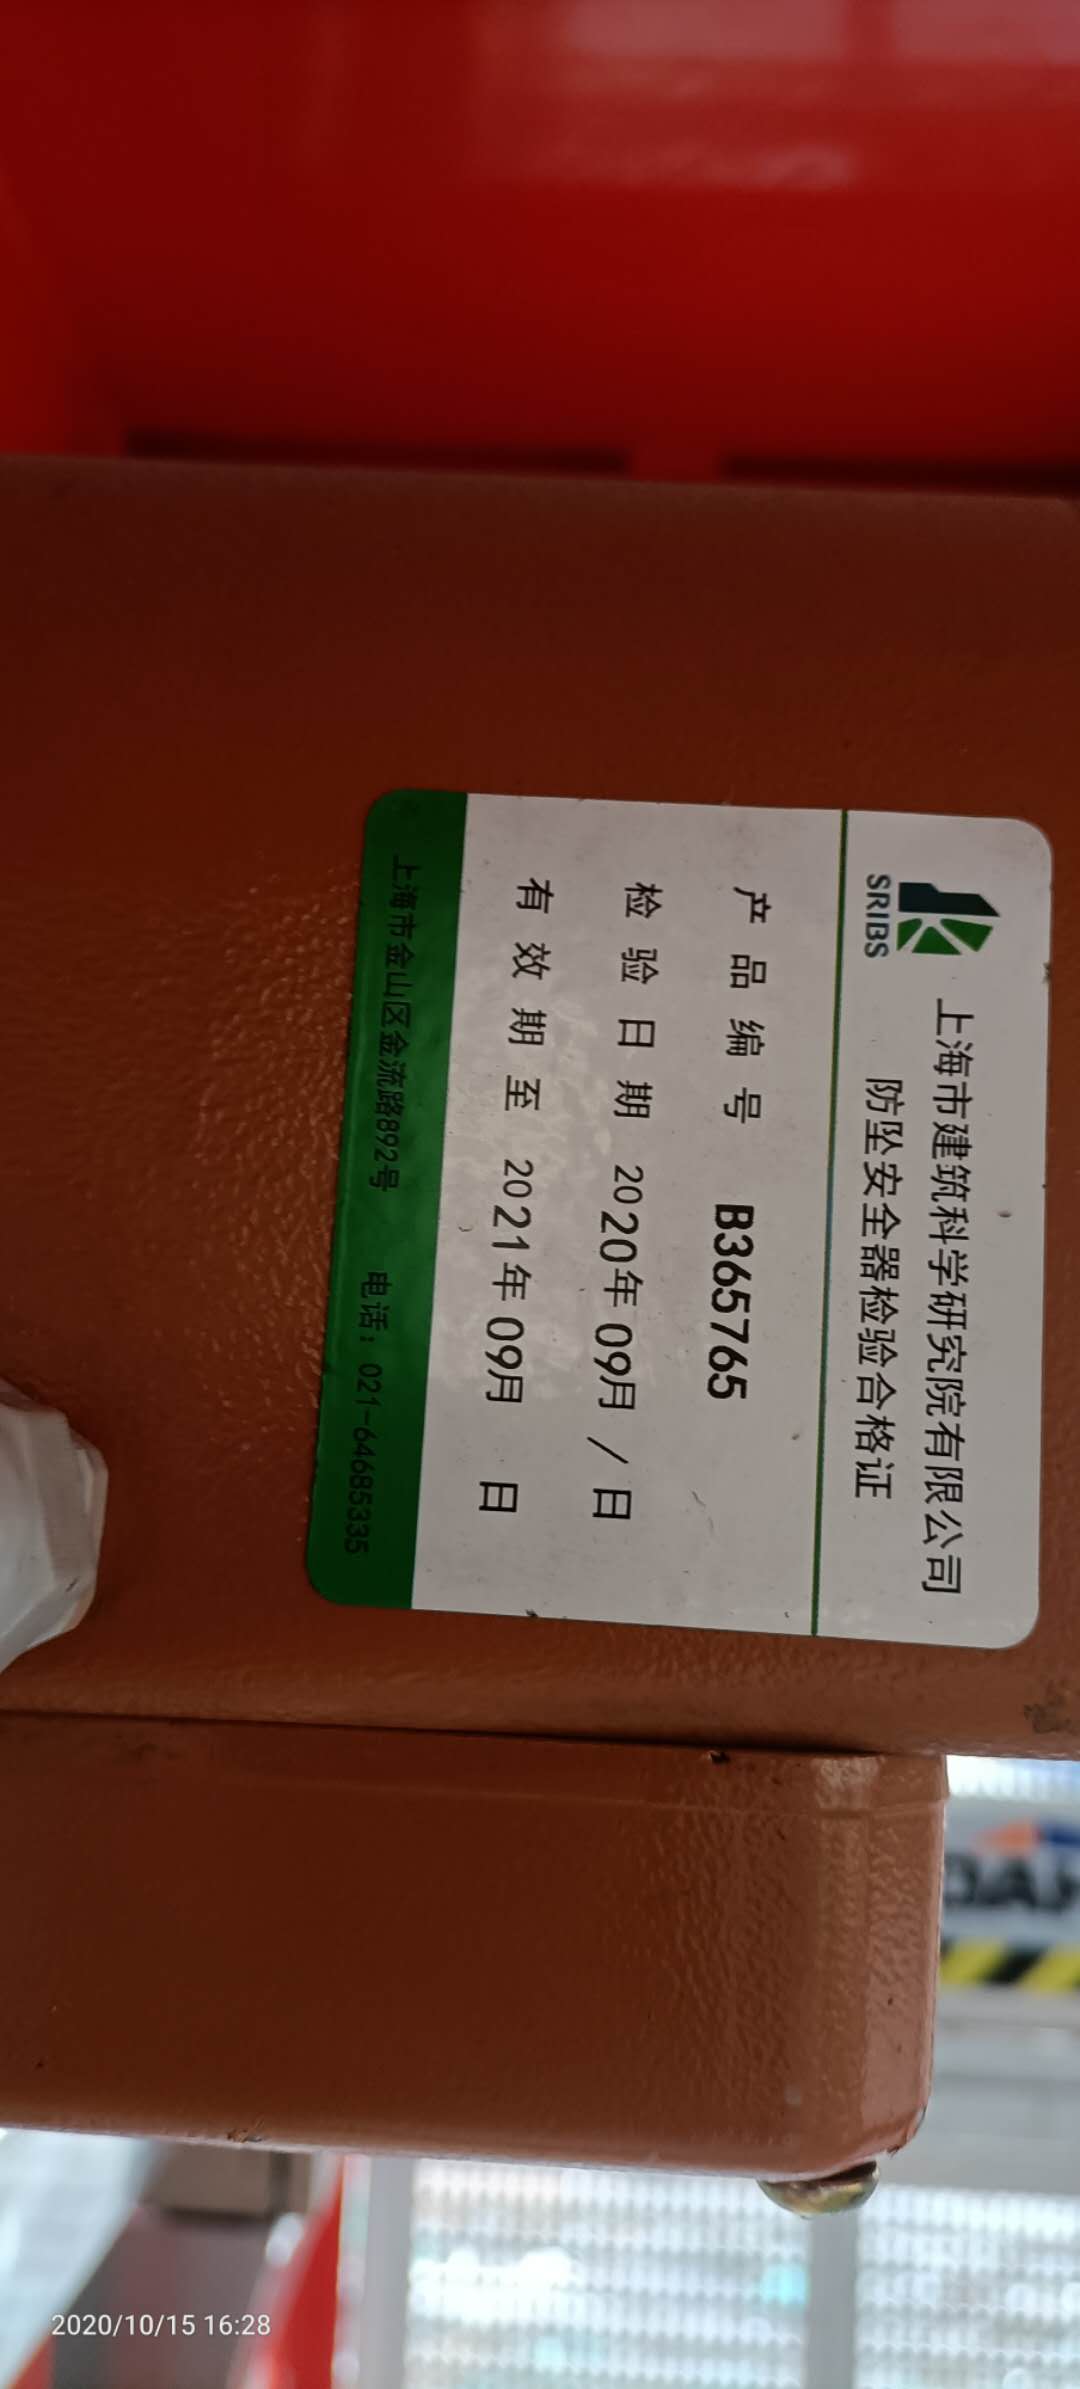 SRIBS
上海市建筑科学研究院有限公司
防坠安全器检验合格证
产品编号 B365765
检验日期 2020年09月/日
有效期至 2021年09月 日
上海市金山区金流路892号 电话：021-64685335
2020/10/15 16:28